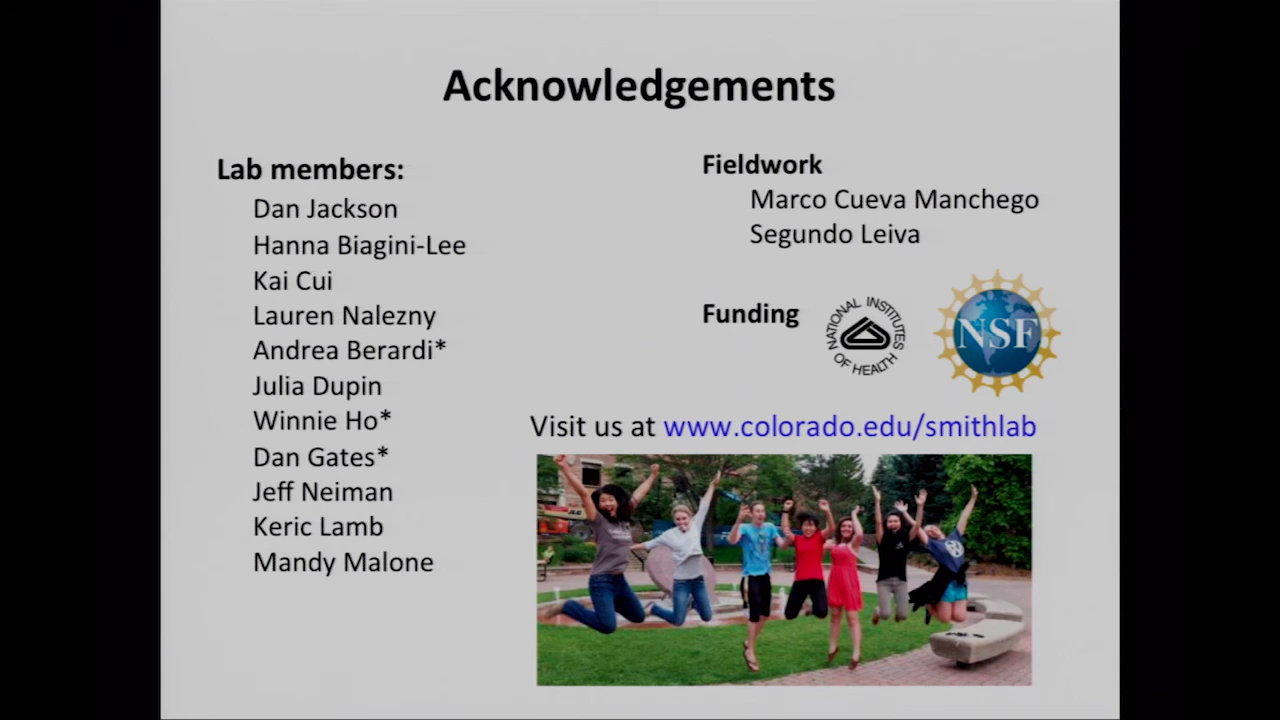 Acknowledgements
Lab members:
Dan Jackson
Hanna Biagini-Lee
Kai Cui
Lauren Nalezny
Andrea Berardi*
Julia Dupin
Winnie Ho*
Dan Gates*
Jeff Neiman
Keric Lamb
Mandy Malone
Fieldwork
Marco Cueva Manchego
Segundo Leiva
Funding
NATIONAL INSTITUTES
OF HEALTH
NSF
Visit us at www.colorado.edu/smithlab